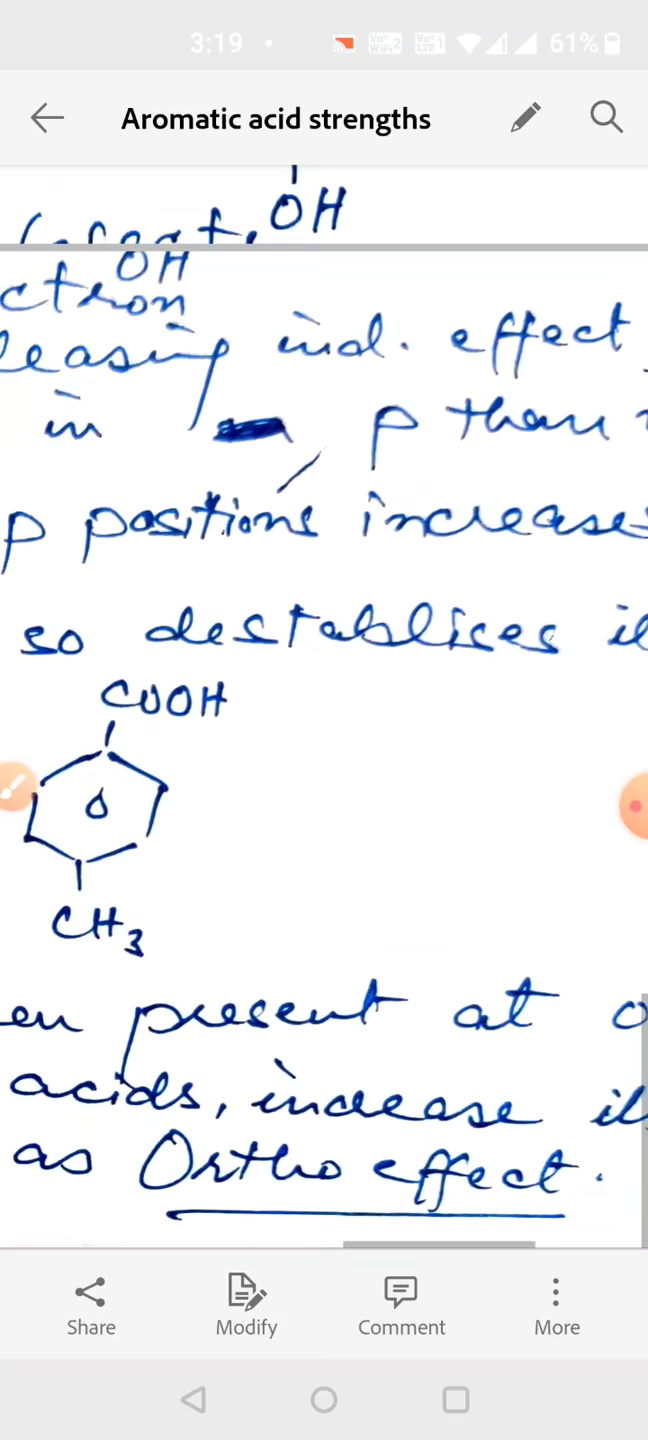 3:19
61%
Aromatic acid strengths
OH
OH
ctron
leasing ind. effect
in p than
p positions increases
so destablises it
COOH
CH3
en present at o
acids, increase it
as Ortho effect.
Share
Modify
Comment
More